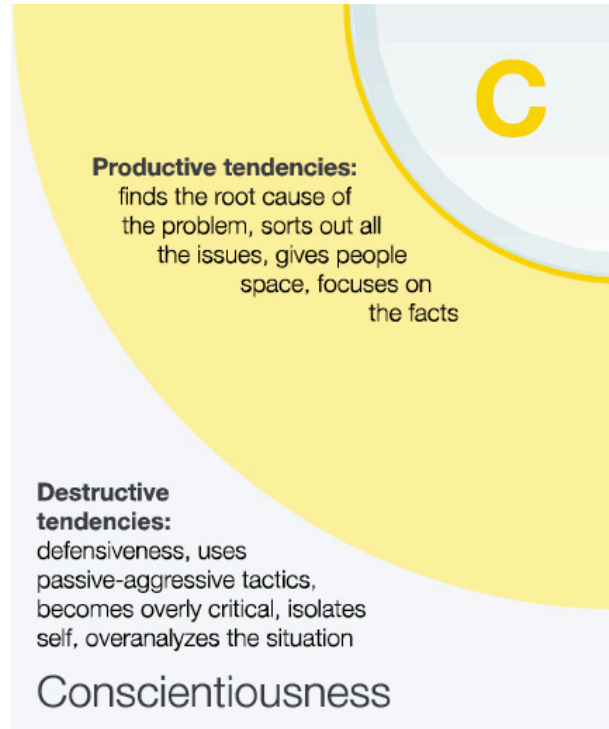 C
Productive tendencies:
finds the root cause of
the problem, sorts out all
the issues, gives people
space, focuses on
the facts
Destructive
tendencies:
defensiveness, uses
passive-aggressive tactics,
becomes overly critical, isolates
self, overanalyzes the situation
Conscientiousness